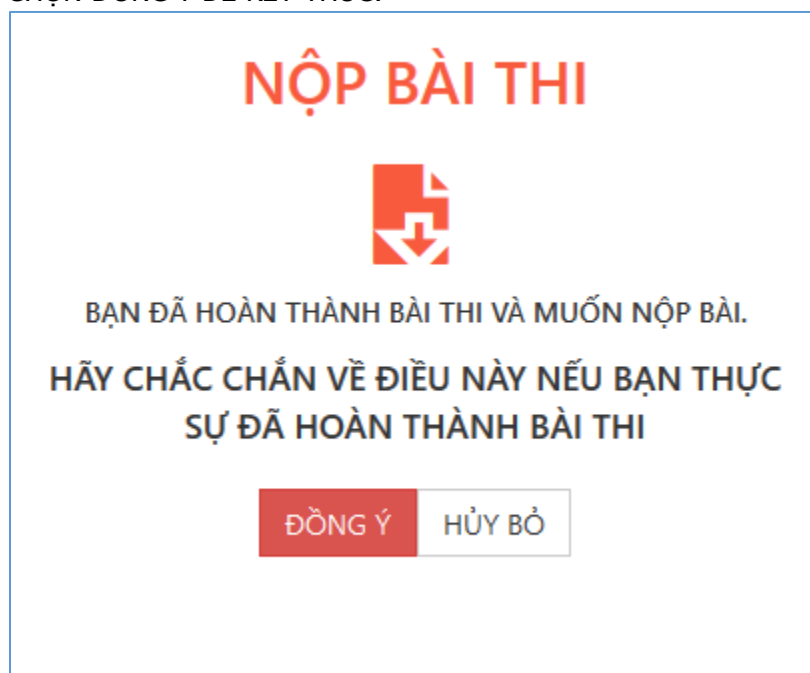 NỘP BÀI THI
BẠN ĐÃ HOÀN THÀNH BÀI THI VÀ MUỐN NỘP BÀI.
HÃY CHẮC CHẮN VỀ ĐIỀU NÀY NẾU BẠN THỰC
SỰ ĐÃ HOÀN THÀNH BÀI THI
ĐỒNG Ý HỦY BỎ